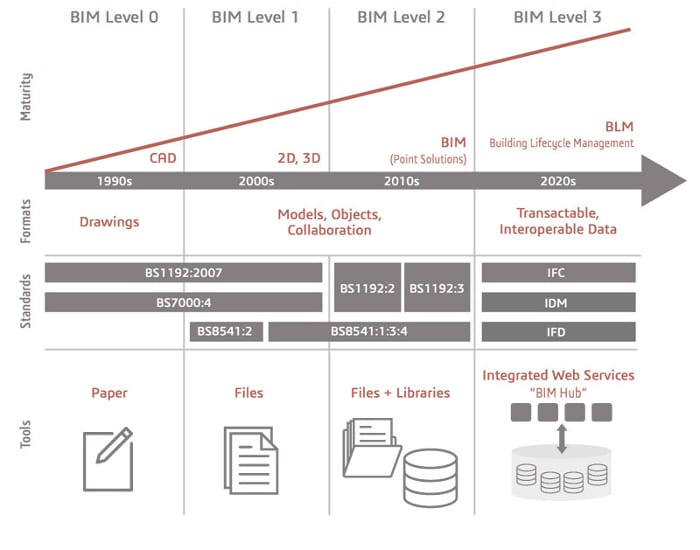 BIM Level 0
BIM Level 1
BIM Level 2
BIM Level 3
Maturity
CAD
2D, 3D
BIM
(Point Solutions)
BLM
Building Lifecycle Management
1990s
2000s
2010s
2020s
Formats
Drawings
Models, Objects,
Collaboration
Transactable,
Interoperable Data
Standards
BS1192:2007
BS1192:2
BS1192:3
IFC
BS7000:4
IDM
BS8541:2
BS8541:1:3:4
IFD
Tools
Paper
Files
Files + Libraries
Integrated Web Services
“BIM Hub”